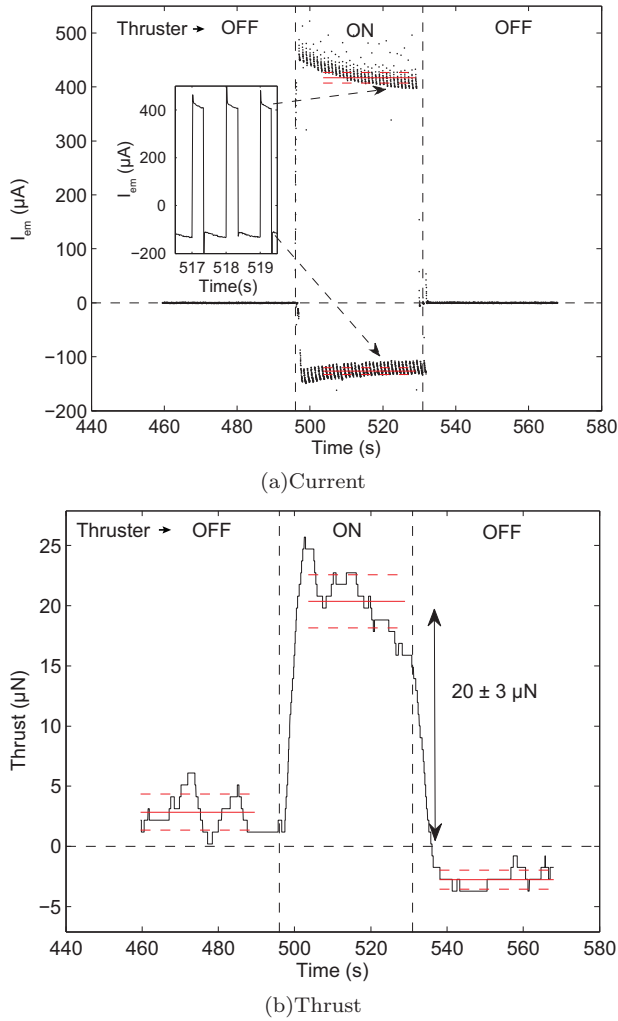 Thruster → OFF ON OFF
500
400
300
200
100
0
−100
−200
I_em (µA)
440 460 480 500 520 540 560 580
Time (s)
400
200
0
−200
I_em (µA)
517 518 519
Time(s)
(a)Current
Thruster → OFF ON OFF
25
20
15
10
5
0
−5
Thrust (µN)
20 ± 3 µN
440 460 480 500 520 540 560 580
Time (s)
(b)Thrust